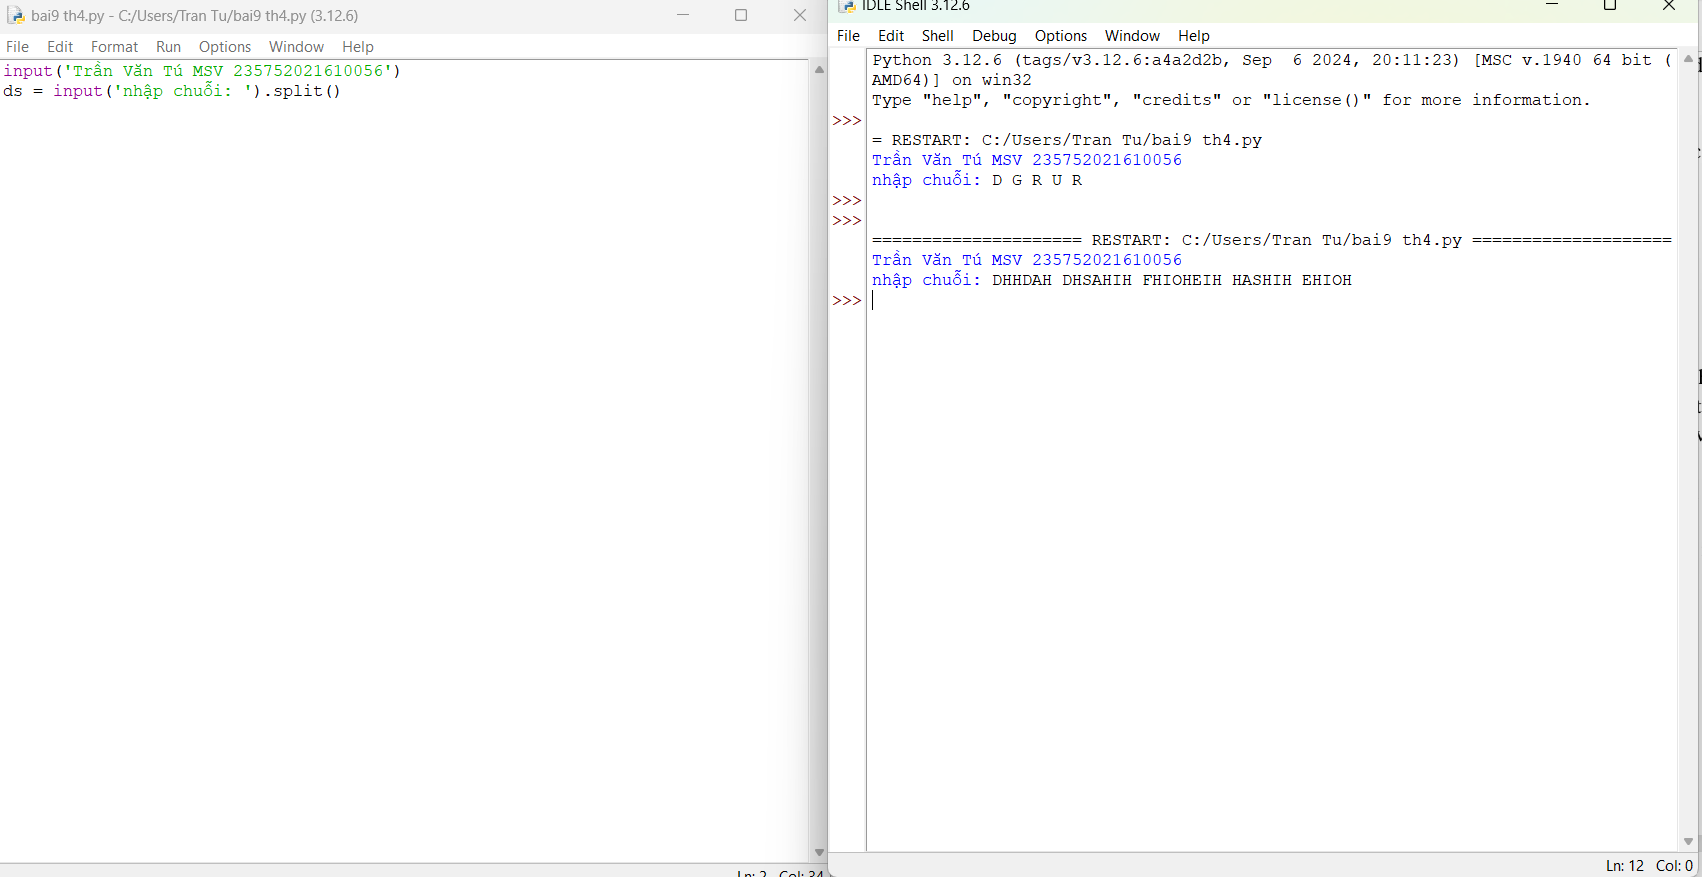 bai9 th4.py - C:/Users/Tran Tu/bai9 th4.py (3.12.6)
File Edit Format Run Options Window Help
input('Trần Văn Tú MSV 235752021610056')
ds = input('nhập chuỗi: ').split()
Ln: 2 Col: 34
IDLE Shell 3.12.6
File Edit Shell Debug Options Window Help
Python 3.12.6 (tags/v3.12.6:a4a2d2b, Sep  6 2024, 20:11:23) [MSC v.1940 64 bit (
AMD64)] on win32
Type "help", "copyright", "credits" or "license()" for more information.
>>>
= RESTART: C:/Users/Tran Tu/bai9 th4.py
Trần Văn Tú MSV 235752021610056
nhập chuỗi: D G R U R
>>>
>>>
===================== RESTART: C:/Users/Tran Tu/bai9 th4.py ====================
Trần Văn Tú MSV 235752021610056
nhập chuỗi: DHHDAH DHSAHIH FHIOHEIH HASHIH EHIOH
>>>
Ln: 12 Col: 0